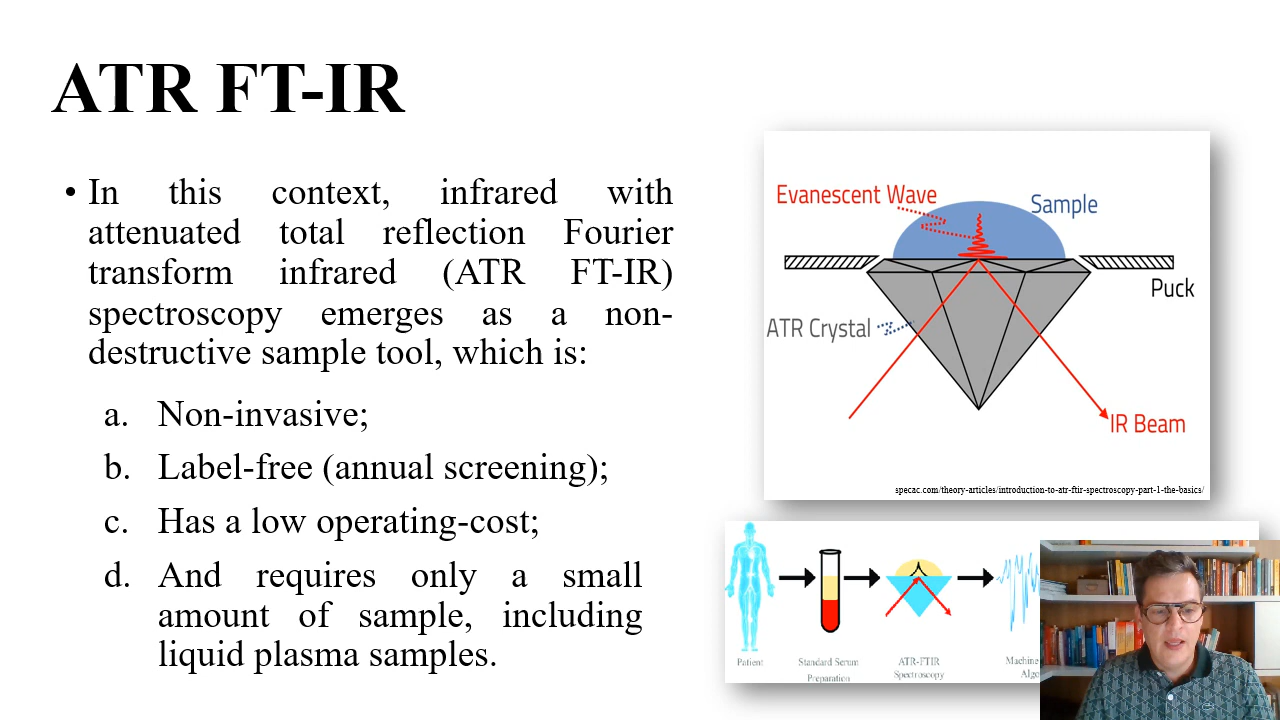 ATR FT-IR
• In this context, infrared with
attenuated total reflection Fourier
transform infrared (ATR FT-IR)
spectroscopy emerges as a non-
destructive sample tool, which is:
a. Non-invasive;
b. Label-free (annual screening);
c. Has a low operating-cost;
d. And requires only a small
amount of sample, including
liquid plasma samples.
Evanescent Wave
Sample
Puck
ATR Crystal
IR Beam
specac.com/theory-articles/introduction-to-atr-ftir-spectroscopy-part-1-the-basics/
Patient
Standard Serum
Preparation
ATR-FTIR
Spectroscopy
Machine
Algo